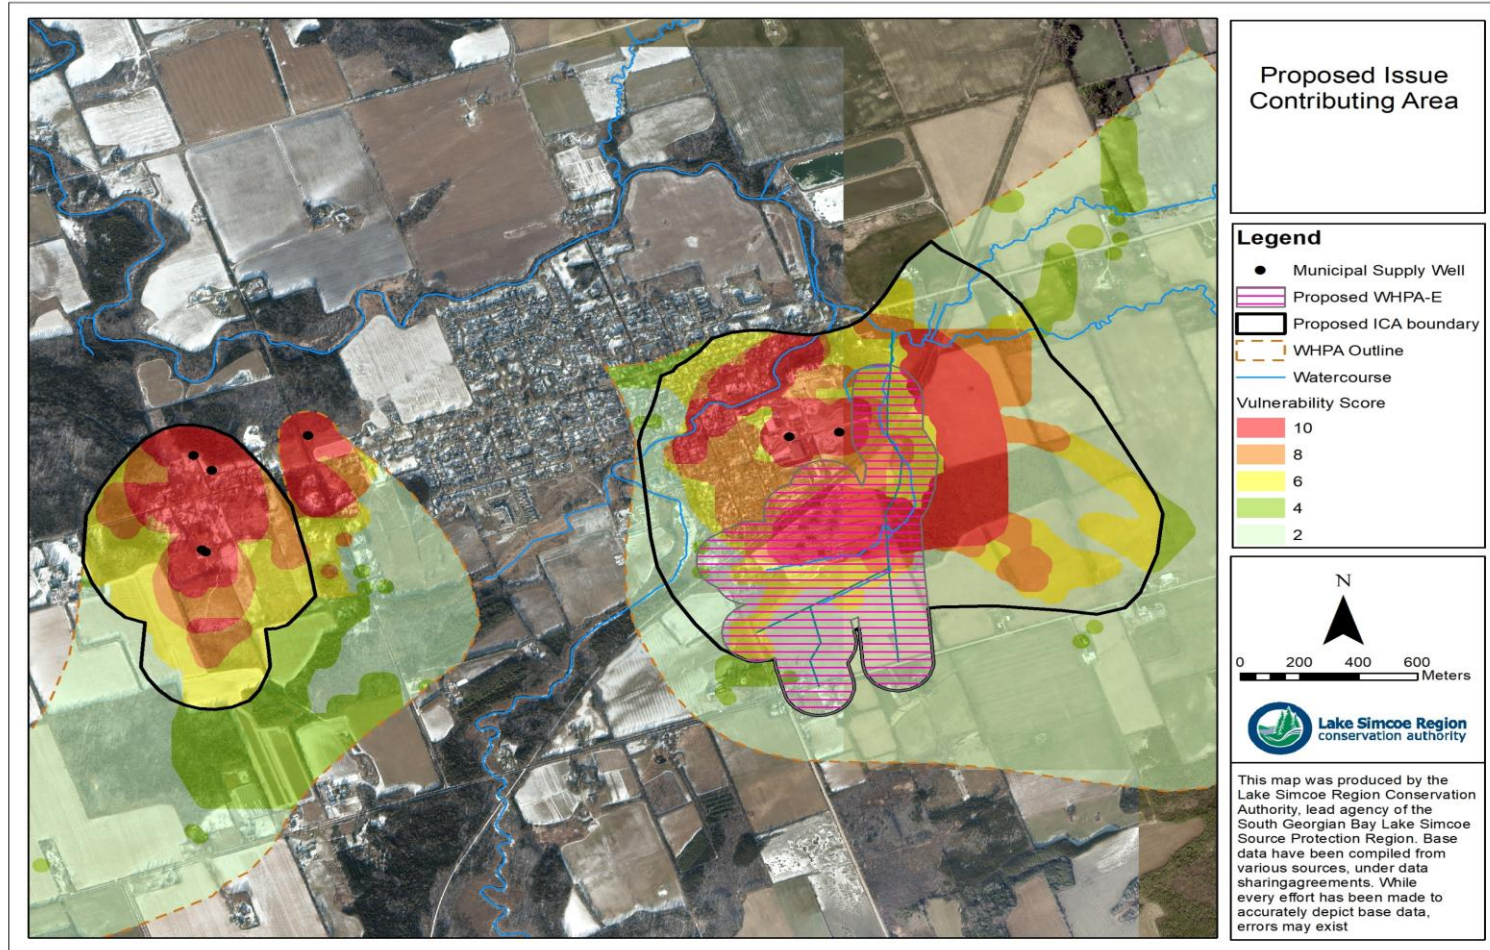 Proposed Issue
Contributing Area
Legend
Municipal Supply Well
Proposed WHPA-E
Proposed ICA boundary
WHPA Outline
Watercourse
Vulnerability Score
10
8
6
4
2
N
0 200 400 600
Meters
Lake Simcoe Region
conservation authority
This map was produced by the
Lake Simcoe Region Conservation
Authority, lead agency of the
South Georgian Bay Lake Simcoe
Source Protection Region. Base
data have been compiled from
various sources, under data
sharingagreements. While
every effort has been made to
accurately depict base data,
errors may exist